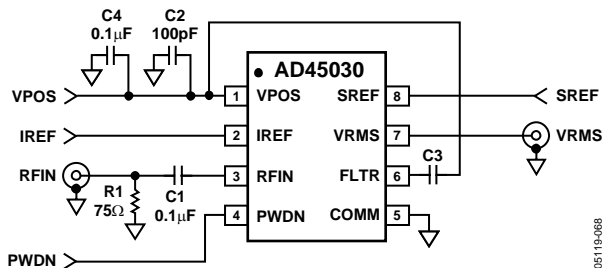 C4
0.1µF
C2
100pF
AD45030
VPOS
1
VPOS
SREF
8
SREF
IREF
2
IREF
VRMS
7
VRMS
C3
RFIN
3
RFIN
FLTR
6
R1
75Ω
C1
0.1µF
4
PWDN
COMM
5
PWDN
05119-068